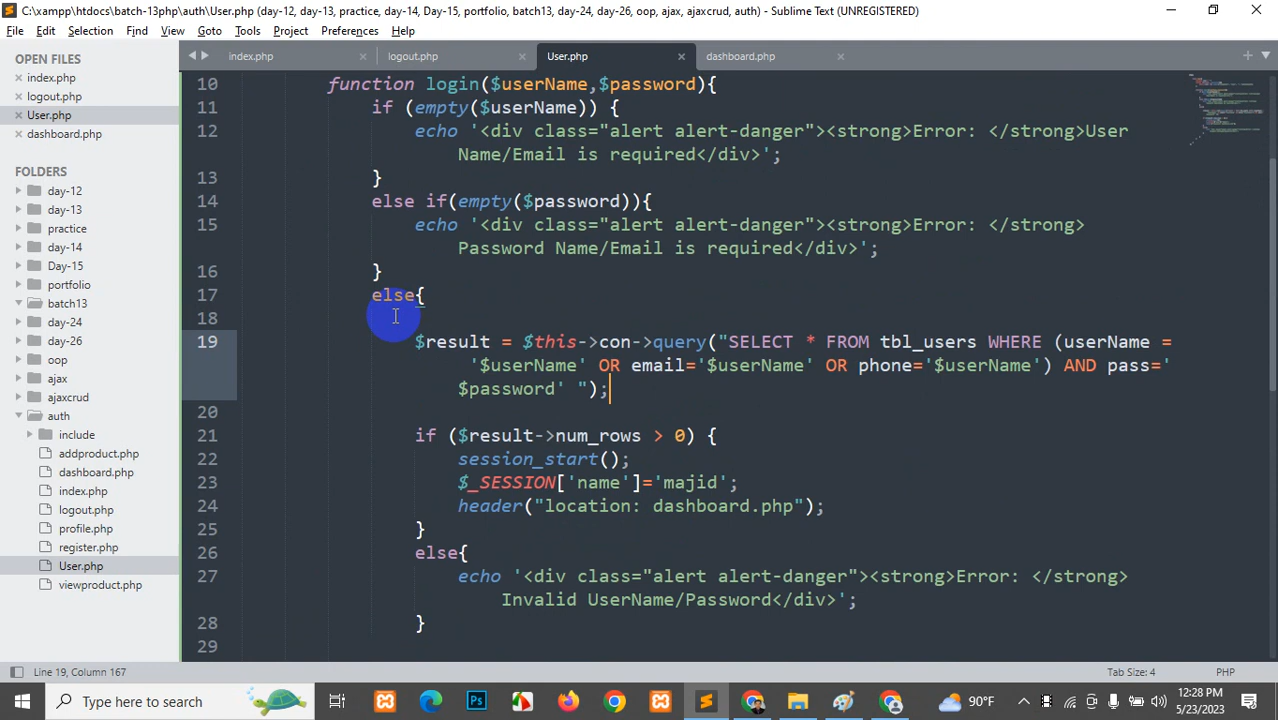 C:\xampp\htdocs\batch-13php\auth\User.php (day-12, day-13, practice, day-14, Day-15, portfolio, batch13, day-24, day-26, oop, ajax, ajaxcrud, auth) - Sublime Text (UNREGISTERED)
File Edit Selection Find View Goto Tools Project Preferences Help
OPEN FILES
index.php
logout.php
User.php
dashboard.php
FOLDERS
day-12
day-13
practice
day-14
Day-15
portfolio
batch13
day-24
day-26
oop
ajax
ajaxcrud
auth
include
addproduct.php
dashboard.php
index.php
logout.php
profile.php
register.php
User.php
viewproduct.php
index.php logout.php User.php dashboard.php
10 function login($userName,$password){
11 if (empty($userName)) {
12 echo '<div class="alert alert-danger"><strong>Error: </strong>User
Name/Email is required</div>';
13 }
14 else if(empty($password)){
15 echo '<div class="alert alert-danger"><strong>Error: </strong>
Password Name/Email is required</div>';
16 }
17 else{
18
19 $result = $this->con->query("SELECT * FROM tbl_users WHERE (userName =
'$userName' OR email='$userName' OR phone='$userName') AND pass='
$password' ");
20
21 if ($result->num_rows > 0) {
22 session_start();
23 $_SESSION['name']='majid';
24 header("location: dashboard.php");
25 }
26 else{
27 echo '<div class="alert alert-danger"><strong>Error: </strong>
Invalid UserName/Password</div>';
28 }
29
Line 19, Column 167 Tab Size: 4 PHP
Type here to search
90°F
12:28 PM
5/23/2023